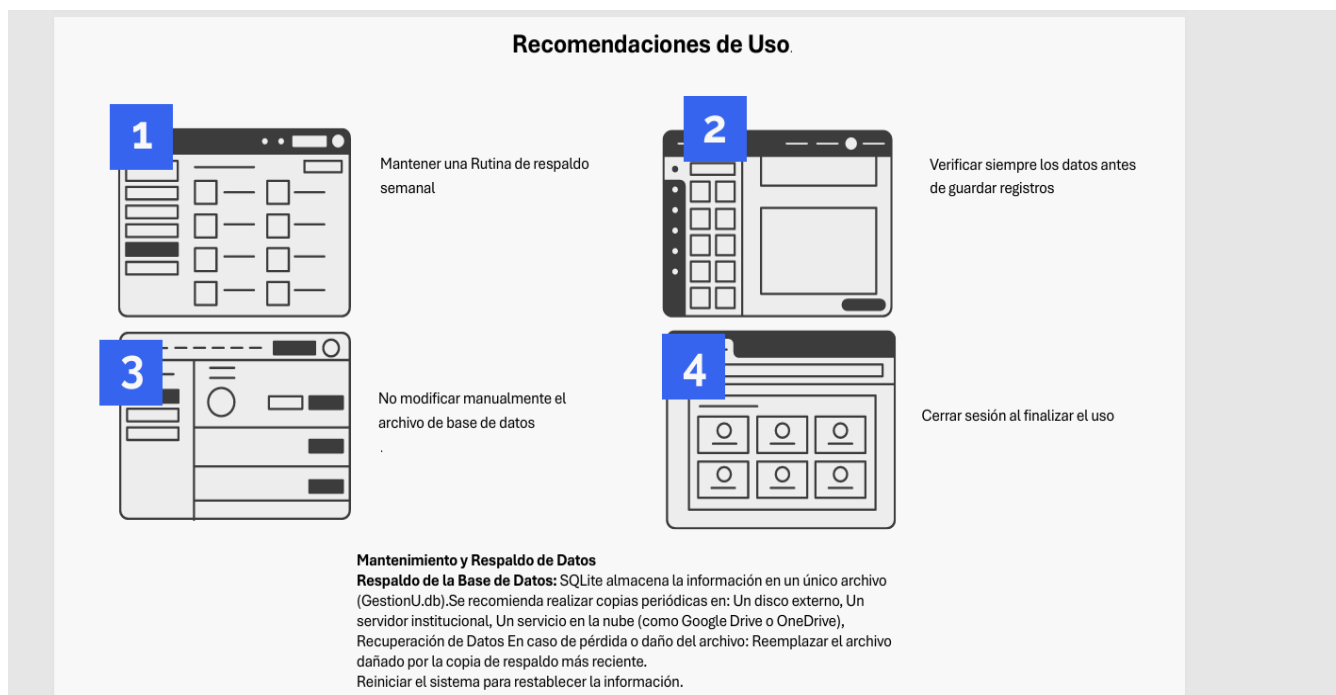 Recomendaciones de Uso.
1
Mantener una Rutina de respaldo
semanal
2
Verificar siempre los datos antes
de guardar registros
3
No modificar manualmente el
archivo de base de datos
.
4
Cerrar sesión al finalizar el uso
Mantenimiento y Respaldo de Datos
Respaldo de la Base de Datos: SQLite almacena la información en un único archivo
(GestionU.db).Se recomienda realizar copias periódicas en: Un disco externo, Un
servidor institucional, Un servicio en la nube (como Google Drive o OneDrive),
Recuperación de Datos En caso de pérdida o daño del archivo: Reemplazar el archivo
dañado por la copia de respaldo más reciente.
Reiniciar el sistema para restablecer la información.